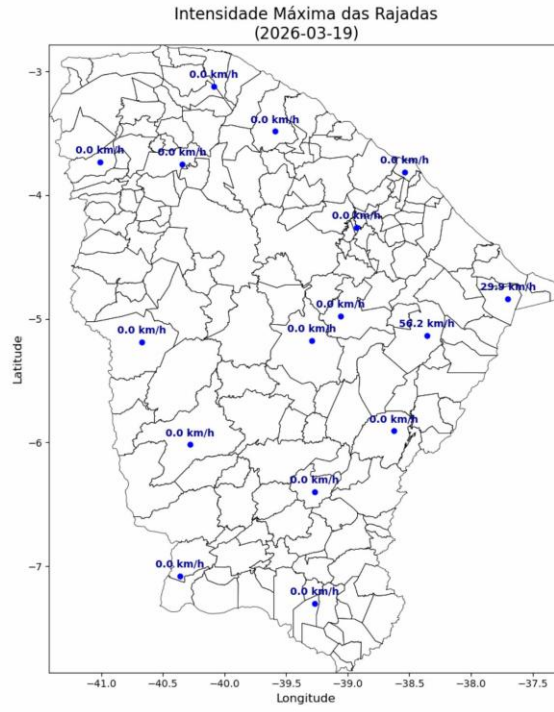 Intensidade Máxima das Rajadas
(2026-03-19)
−3
0.0 km/h
0.0 km/h
0.0 km/h
0.0 km/h
0.0 km/h
−4
0.0 km/h
29.9 km/h
0.0 km/h
56.2 km/h
−5
0.0 km/h
0.0 km/h
0.0 km/h
−6
0.0 km/h
0.0 km/h
0.0 km/h
−7
0.0 km/h
Latitude
−41.0
−40.5
−40.0
−39.5
−39.0
−38.5
−38.0
−37.5
Longitude